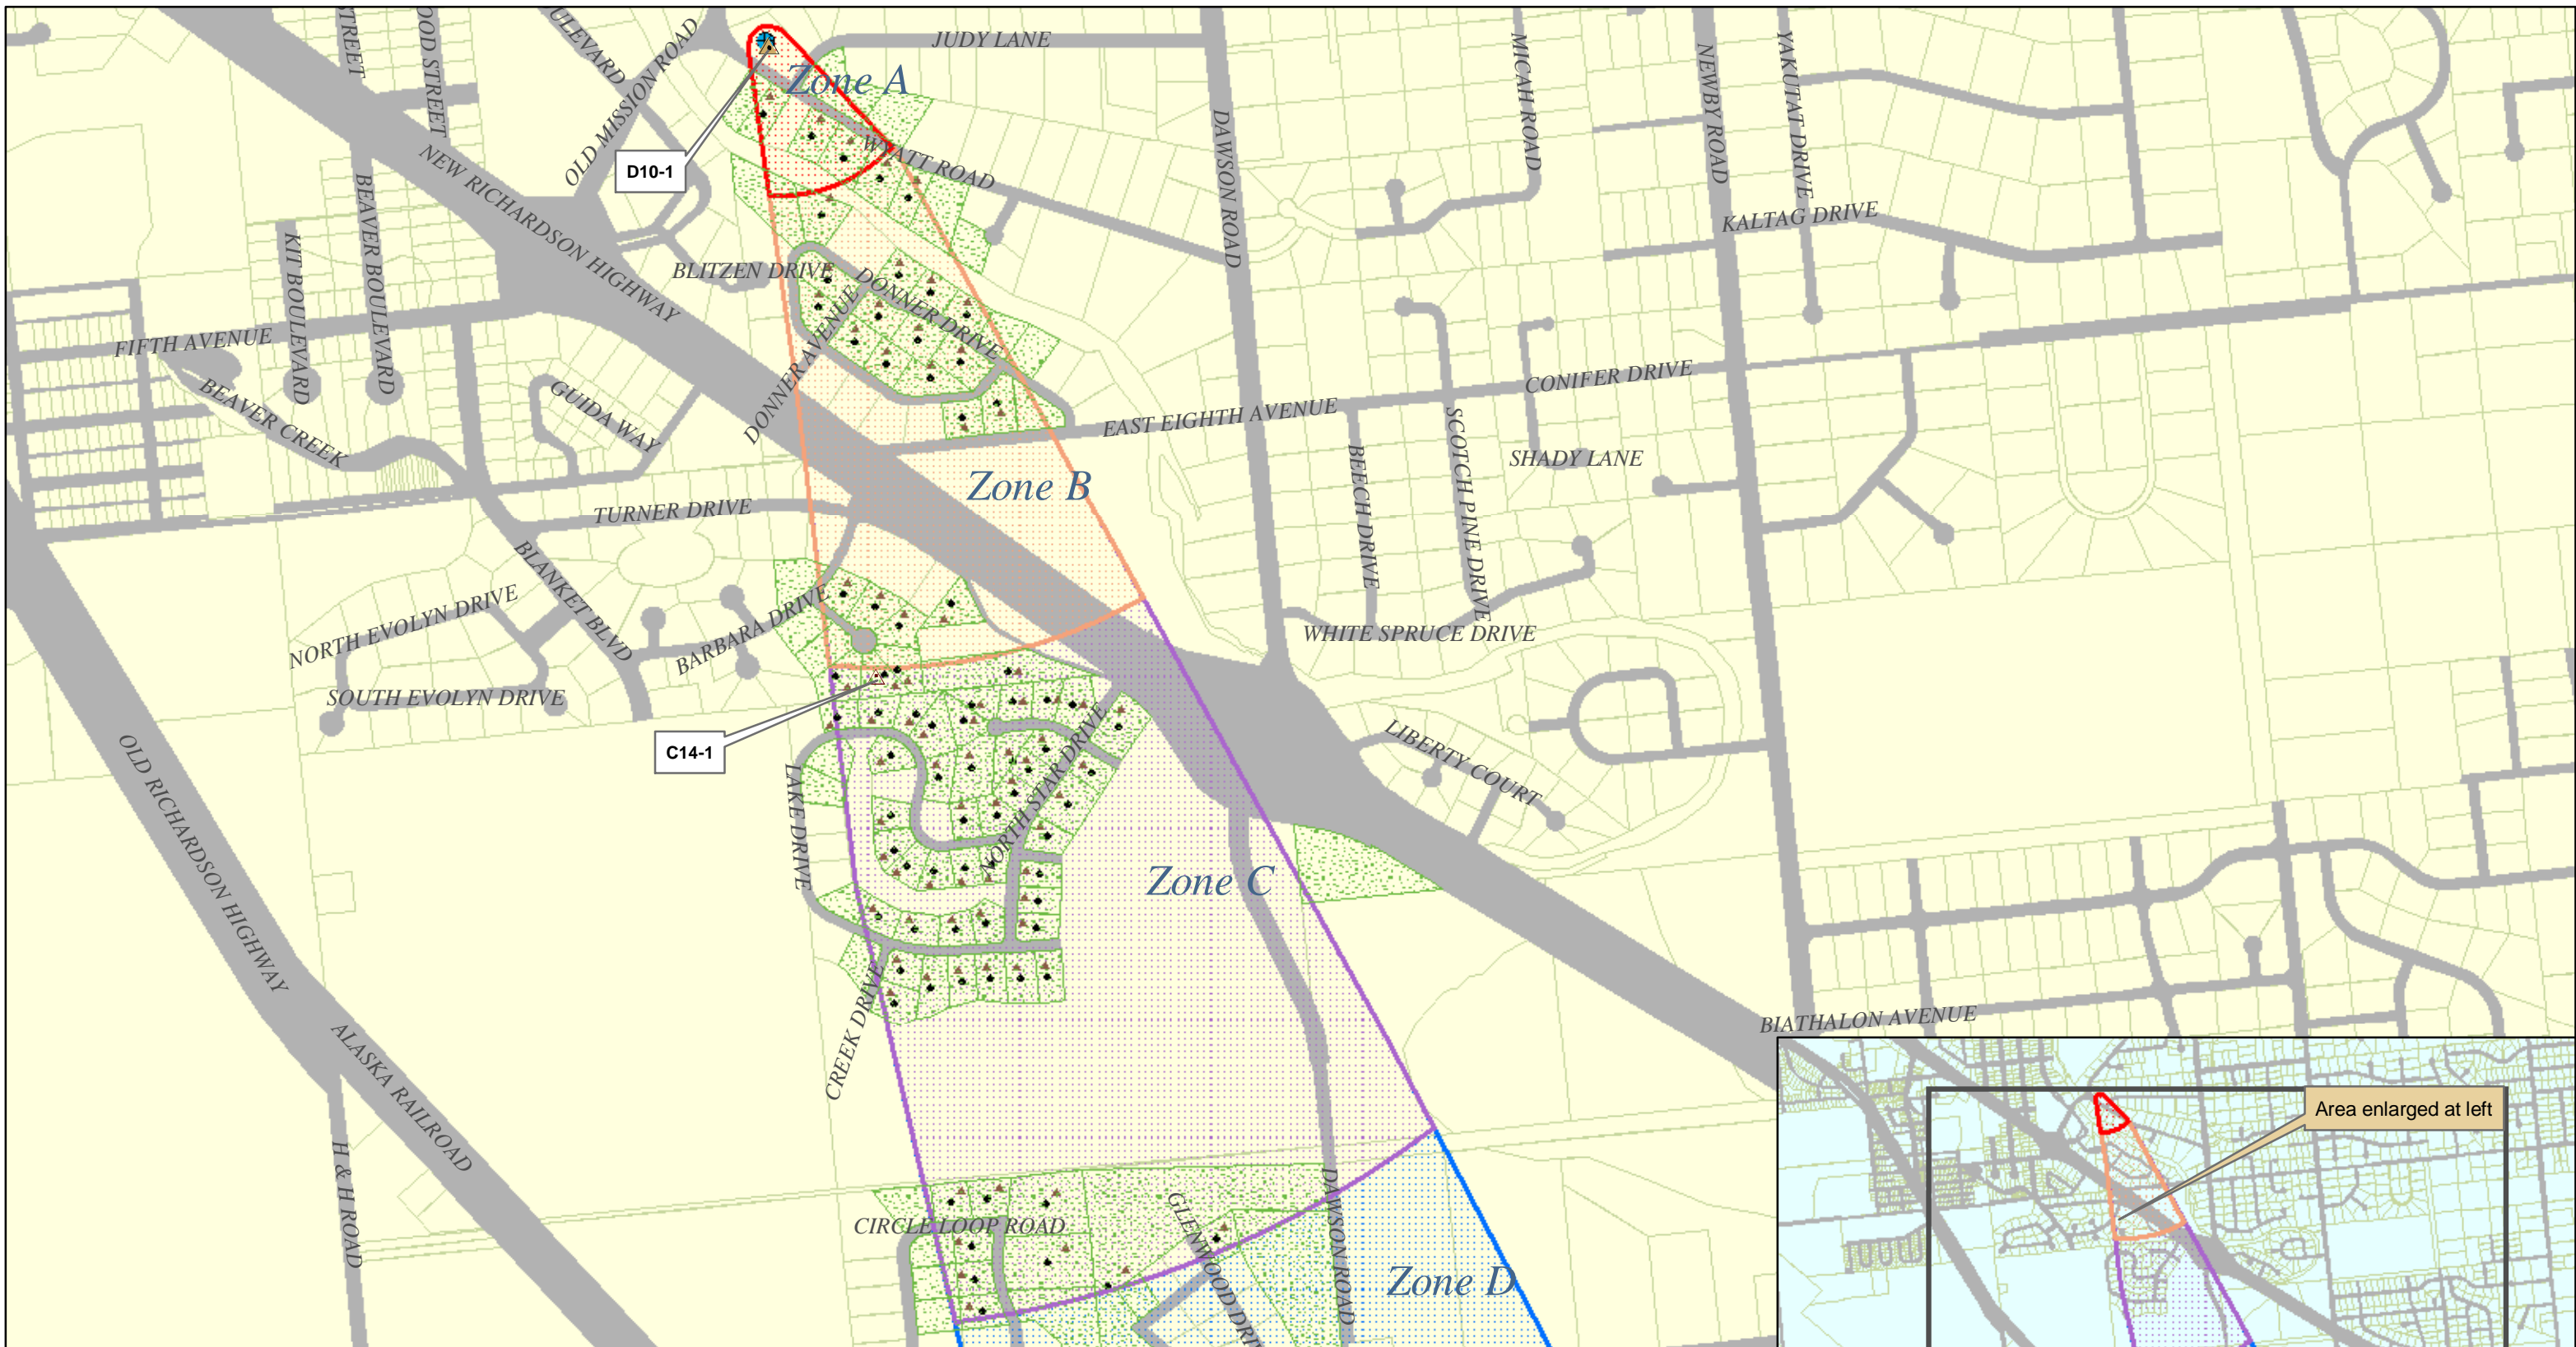 JUDY LANE
OLD MISSION ROAD
Zone A
MICAH ROAD
NEWBY ROAD
YAKUTAT DRIVE
DAWSON ROAD
D10-1
WYATT ROAD
NEW RICHARDSON HIGHWAY
BEAVER BOULEVARD
KIT BOULEVARD
KALTAG DRIVE
BLITZEN DRIVE
DONNER DRIVE
DONNER AVENUE
FIFTH AVENUE
BEAVER CREEK
GUIDA WAY
EAST EIGHTH AVENUE
CONIFER DRIVE
SHADY LANE
BEECH DRIVE
SCOTCH PINE DRIVE
Zone B
TURNER DRIVE
BLANKET BLVD
NORTH EVOLYN DRIVE
BARBARA DRIVE
WHITE SPRUCE DRIVE
SOUTH EVOLYN DRIVE
C14-1
LAKE DRIVE
NORTH STAR DRIVE
LIBERTY COURT
OLD RICHARDSON HIGHWAY
Zone C
CREEK DRIVE
BIATHALON AVENUE
ALASKA RAILROAD
Area enlarged at left
H & H ROAD
CIRCLE LOOP ROAD
DAWSON ROAD
Zone D